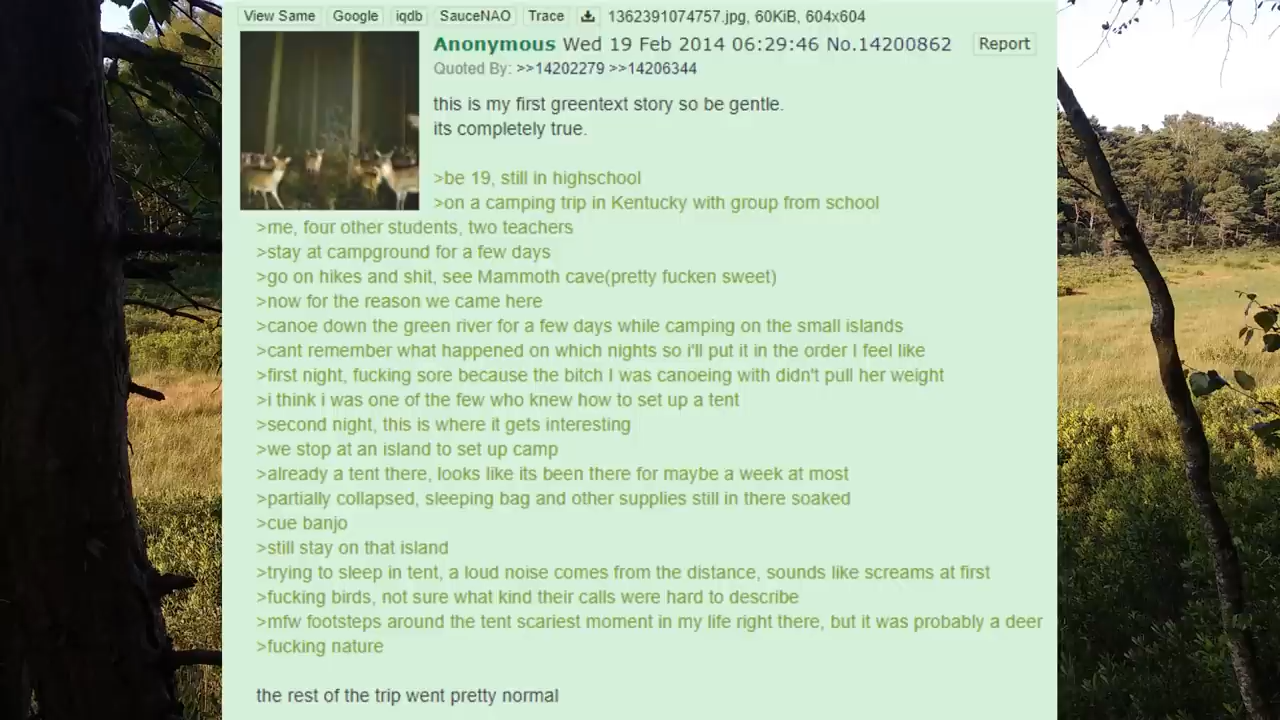 View Same Google iqdb SauceNAO Trace 1362391074757.jpg, 60KiB, 604x604
Anonymous Wed 19 Feb 2014 06:29:46 No.14200862 Report
Quoted By: >>14202279 >>14206344
this is my first greentext story so be gentle.
its completely true.
>be 19, still in highschool
>on a camping trip in Kentucky with group from school
>me, four other students, two teachers
>stay at campground for a few days
>go on hikes and shit, see Mammoth cave(pretty fucken sweet)
>now for the reason we came here
>canoe down the green river for a few days while camping on the small islands
>cant remember what happened on which nights so i'll put it in the order I feel like
>first night, fucking sore because the bitch I was canoeing with didn't pull her weight
>i think i was one of the few who knew how to set up a tent
>second night, this is where it gets interesting
>we stop at an island to set up camp
>already a tent there, looks like its been there for maybe a week at most
>partially collapsed, sleeping bag and other supplies still in there soaked
>cue banjo
>still stay on that island
>trying to sleep in tent, a loud noise comes from the distance, sounds like screams at first
>fucking birds, not sure what kind their calls were hard to describe
>mfw footsteps around the tent scariest moment in my life right there, but it was probably a deer
>fucking nature
the rest of the trip went pretty normal